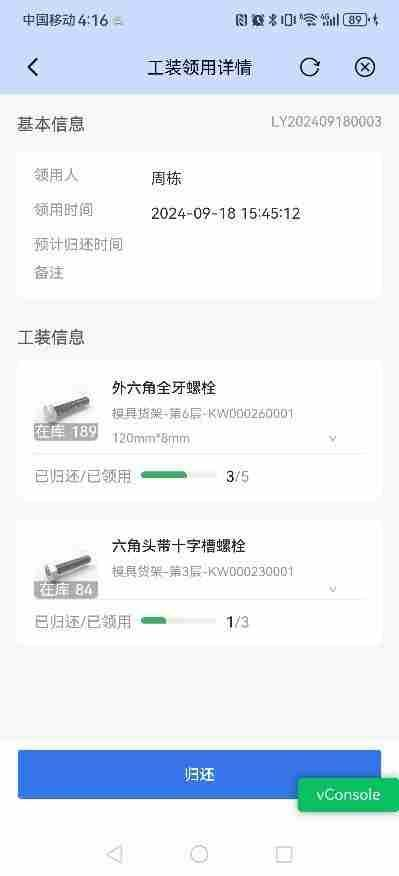 中国移动 4:16
89
工装领用详情
基本信息
LY202409180003
领用人
周栋
领用时间
2024-09-18 15:45:12
预计归还时间
备注
工装信息
外六角全牙螺栓
模具货架-第6层-KW000260001
在库 189
120mm*8mm
已归还/已领用
3/5
六角头带十字槽螺栓
模具货架-第3层-KW000230001
在库 84
已归还/已领用
1/3
归还
vConsole